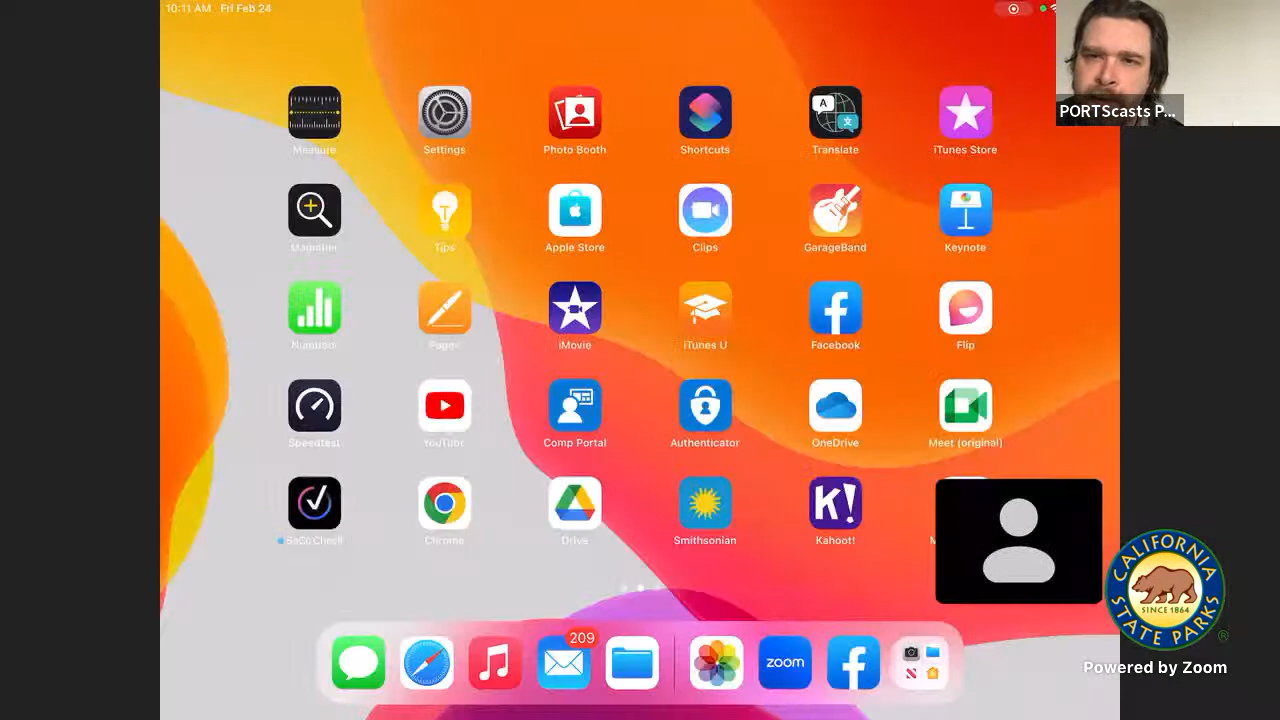 10:11 AM Fri Feb 24
PORTScasts P...
Measure Settings Photo Booth Shortcuts Translate iTunes Store
Magnifier Tips Apple Store Clips GarageBand Keynote
Numbers Pages iMovie iTunes U Facebook Flip
Speedtest YouTube Comp Portal Authenticator OneDrive Meet (original)
Chrome Drive Smithsonian Kahoot!
209
zoom
CALIFORNIA
SINCE 1864
STATE PARKS
Powered by Zoom